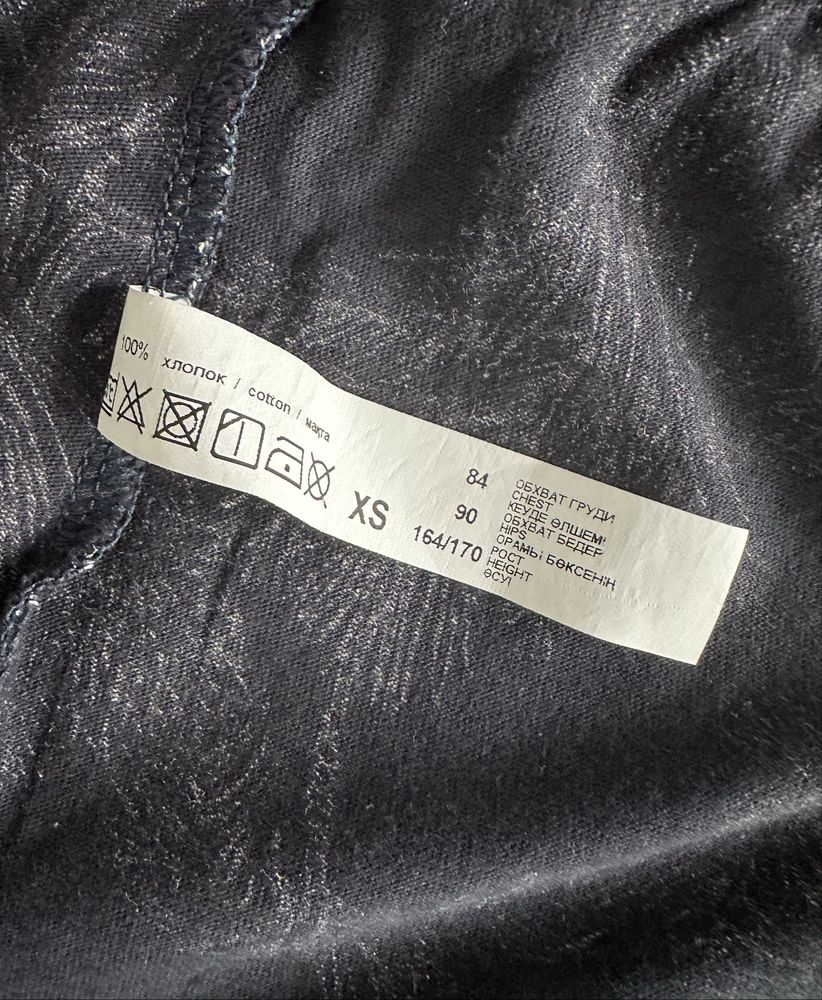 100% хлопок / cotton / мақта
XS
84
90
164/170
ОБХВАТ ГРУДИ
CHEST
КЕУДЕ ӨЛШЕМІ
ОБХВАТ БЕДЕР
HIPS
ОРАМЫ БӨКСЕНІҢ
РОСТ
HEIGHT
ӨСУІ